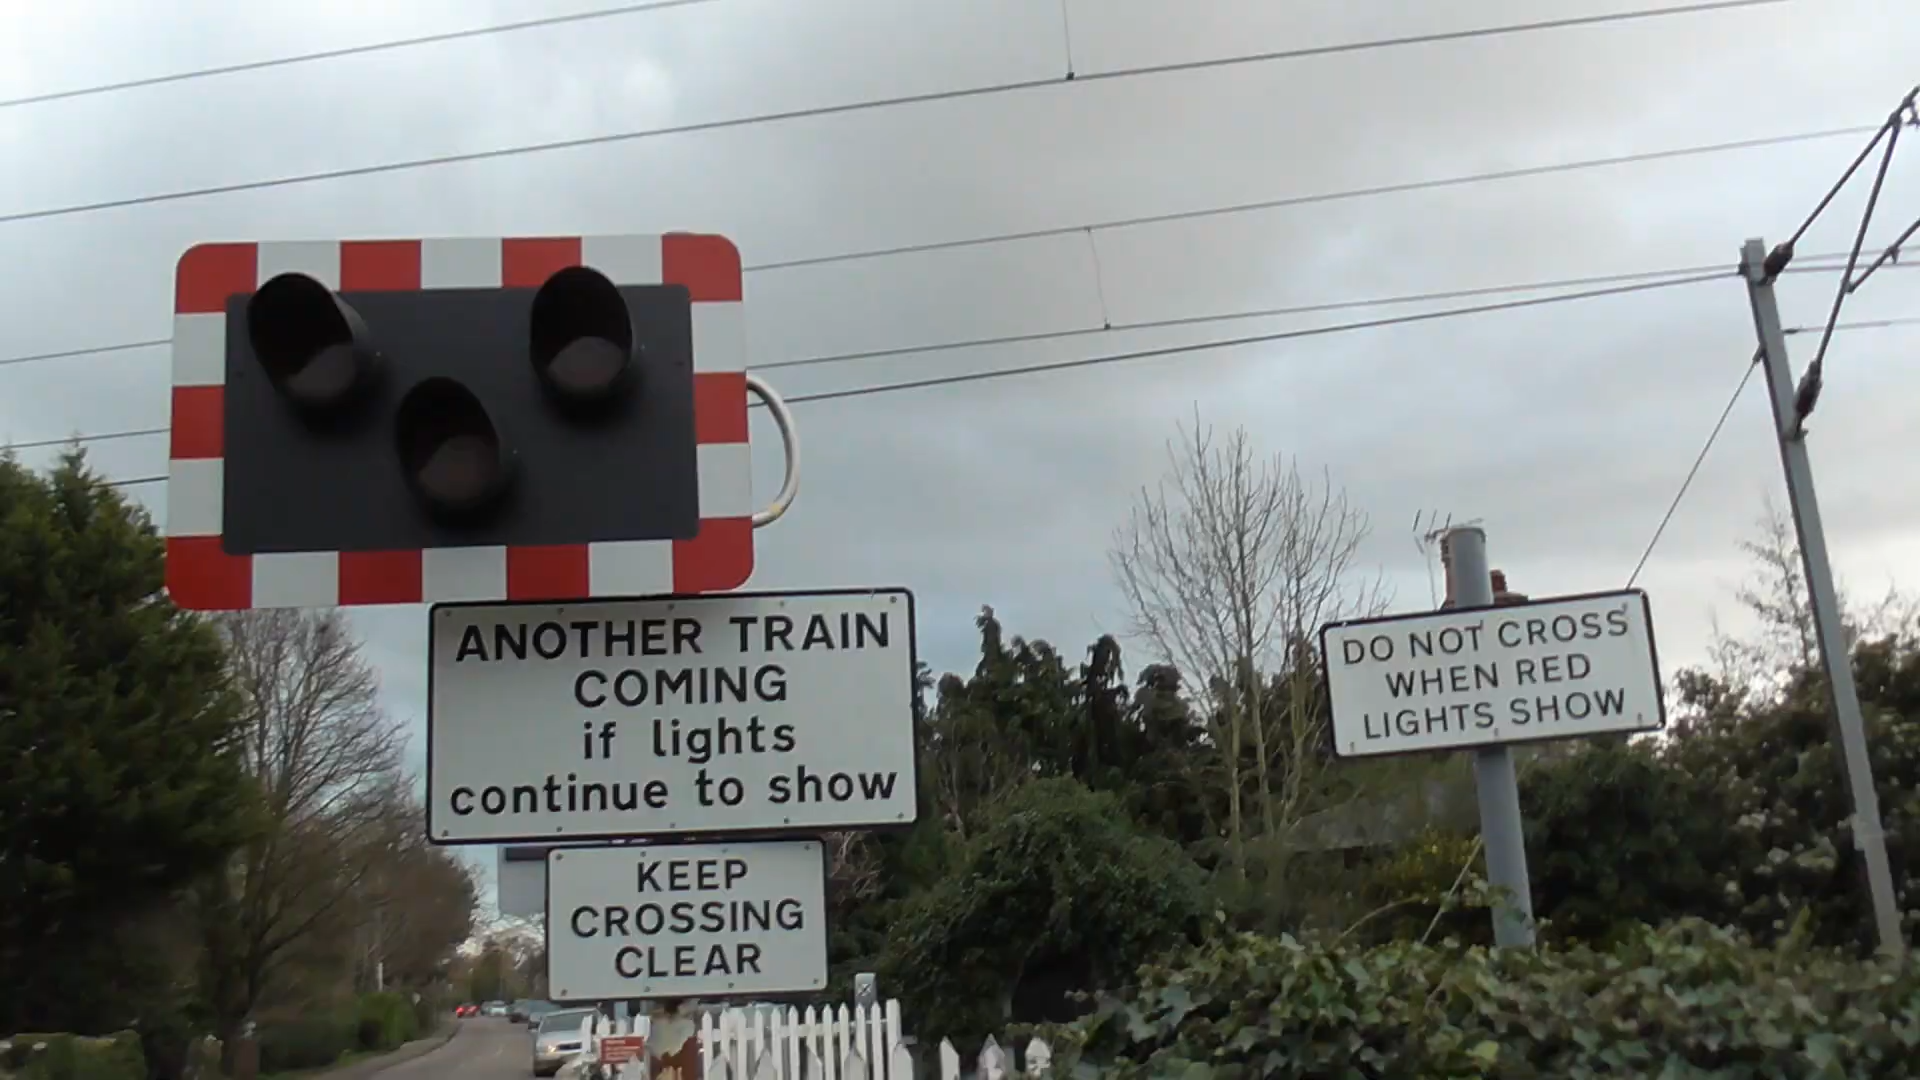 ANOTHER TRAIN
COMING
if lights
continue to show
KEEP
CROSSING
CLEAR
DO NOT CROSS
WHEN RED
LIGHTS SHOW